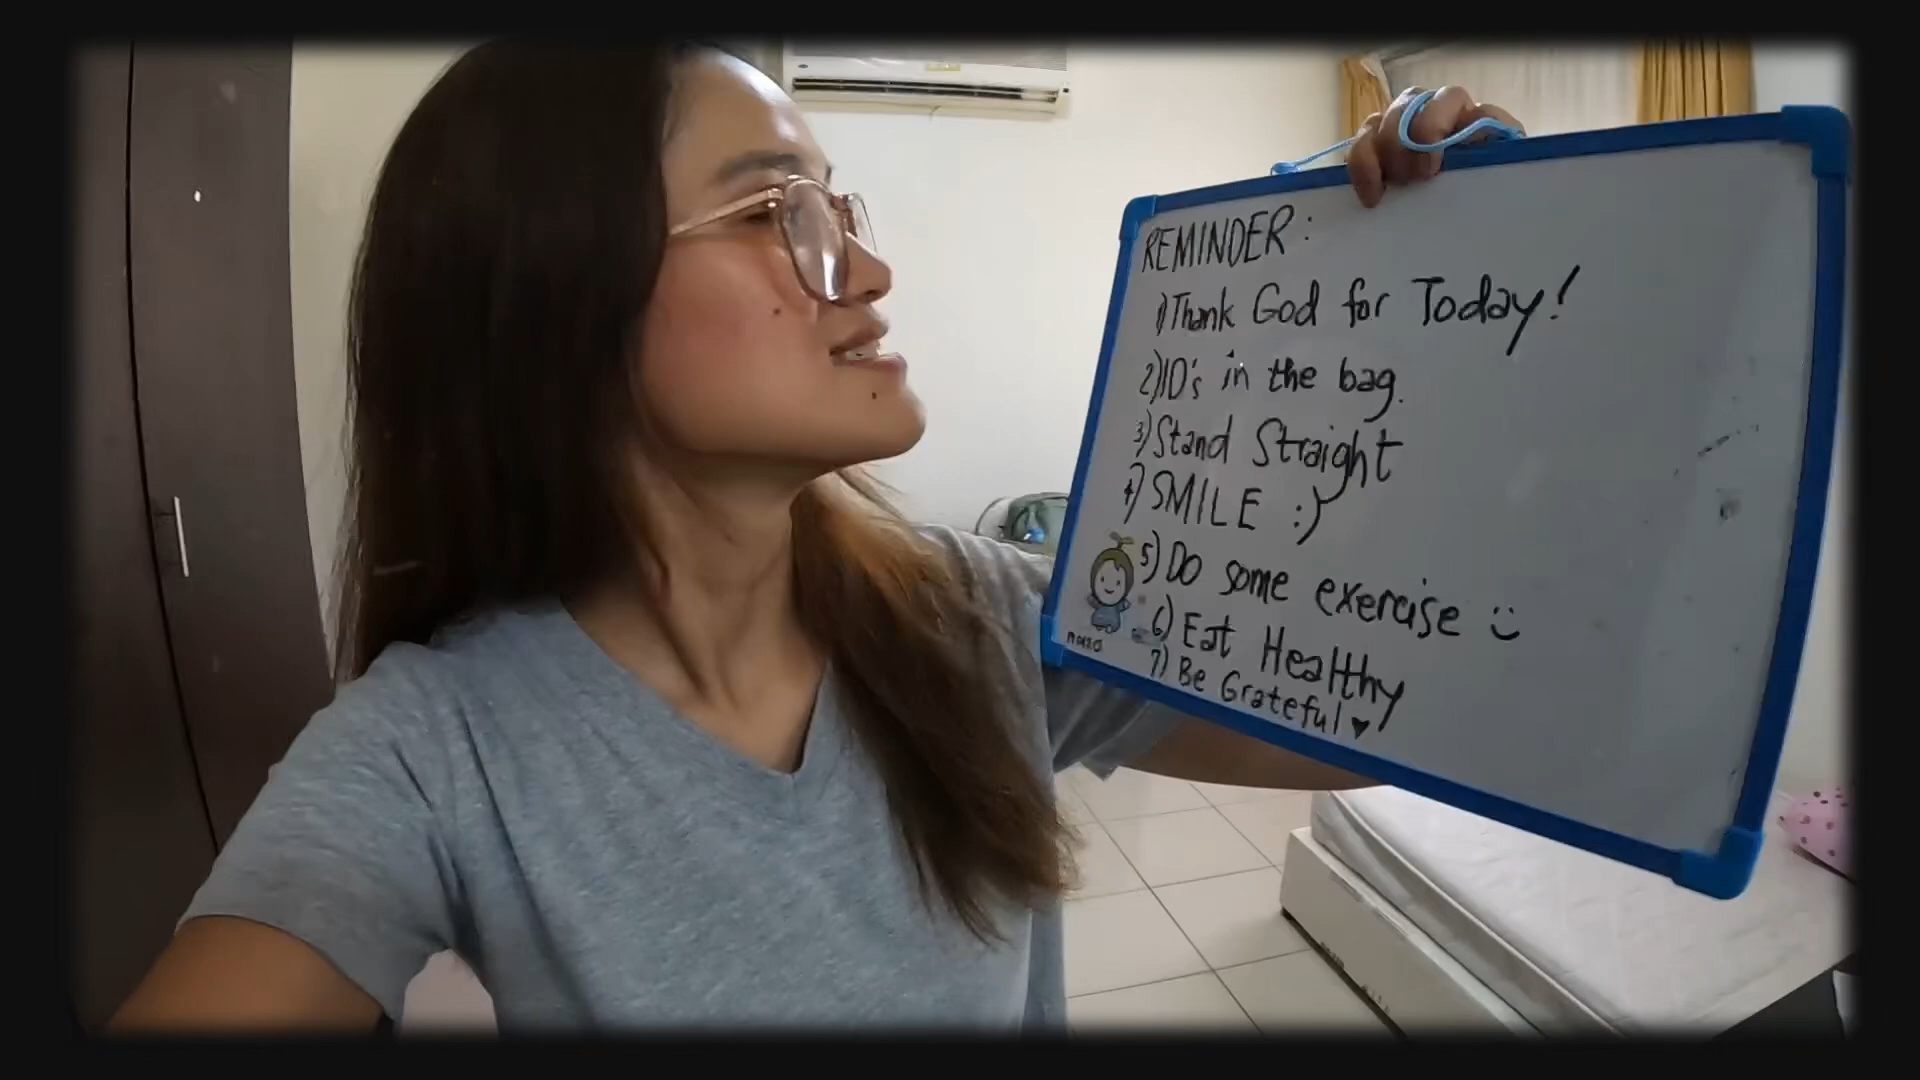 REMINDER:
1) Thank God for Today!
2) ID's in the bag.
3) Stand Straight
4) SMILE :)
5) Do some exercise :)
6) Eat Healthy
7) Be Grateful ♥